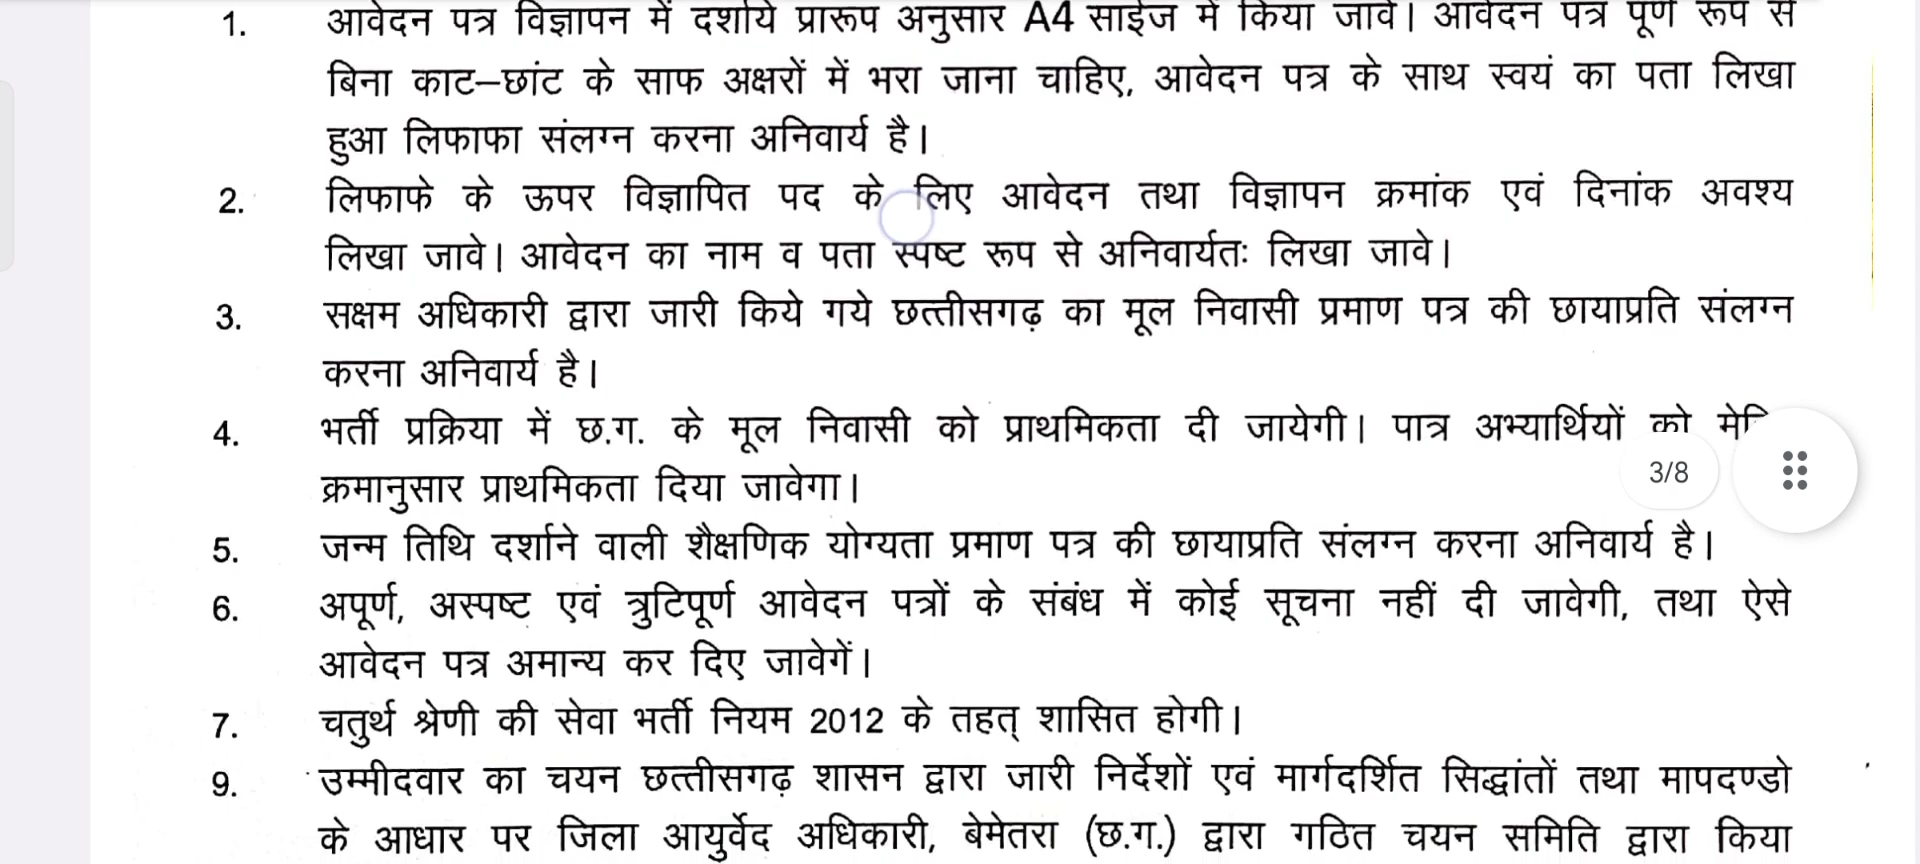 1. आवेदन पत्र विज्ञापन में दर्शाये प्रारूप अनुसार A4 साईज में किया जावे। आवेदन पत्र पूर्ण रूप से
बिना काट–छांट के साफ अक्षरों में भरा जाना चाहिए, आवेदन पत्र के साथ स्वयं का पता लिखा
हुआ लिफाफा संलग्न करना अनिवार्य है।
2. लिफाफे के ऊपर विज्ञापित पद के लिए आवेदन तथा विज्ञापन क्रमांक एवं दिनांक अवश्य
लिखा जावे। आवेदन का नाम व पता स्पष्ट रूप से अनिवार्यतः लिखा जावे।
3. सक्षम अधिकारी द्वारा जारी किये गये छत्तीसगढ़ का मूल निवासी प्रमाण पत्र की छायाप्रति संलग्न
करना अनिवार्य है।
4. भर्ती प्रक्रिया में छ.ग. के मूल निवासी को प्राथमिकता दी जायेगी। पात्र अभ्यार्थियों को
3/8
क्रमानुसार प्राथमिकता दिया जावेगा।
5. जन्म तिथि दर्शाने वाली शैक्षणिक योग्यता प्रमाण पत्र की छायाप्रति संलग्न करना अनिवार्य है।
6. अपूर्ण, अस्पष्ट एवं त्रुटिपूर्ण आवेदन पत्रों के संबंध में कोई सूचना नहीं दी जावेगी, तथा ऐसे
आवेदन पत्र अमान्य कर दिए जावेगें।
7. चतुर्थ श्रेणी की सेवा भर्ती नियम 2012 के तहत् शासित होगी।
9. उम्मीदवार का चयन छत्तीसगढ़ शासन द्वारा जारी निर्देशों एवं मार्गदर्शित सिद्धांतों तथा मापदण्डो
के आधार पर जिला आयुर्वेद अधिकारी, बेमेतरा (छ.ग.) द्वारा गठित चयन समिति द्वारा किया